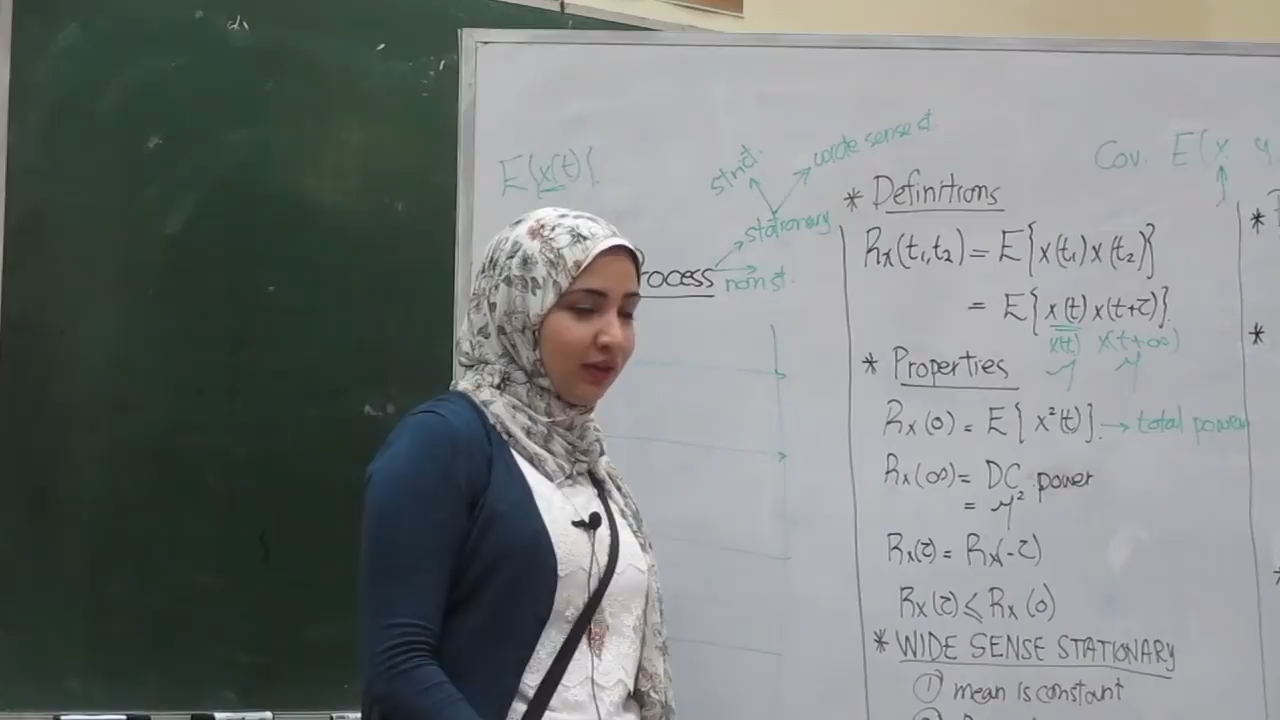 E{x(t)}
strict.
wide sense st.
stationary
rocess
non st.
* Definitions
Rx(t₁,t₂) = E{x(t₁)x(t₂)}
= E{x(t)x(t+τ)}
x(t) x(t+∞)
μ μ
* Properties
Rx(0) = E{x²(t)} → total power
Rx(∞) = DC power
= μ²
Rx(τ) = Rx(-τ)
Rx(τ) ≤ Rx(0)
* WIDE SENSE STATIONARY
① mean is constant
Cov. E(x y
*
*